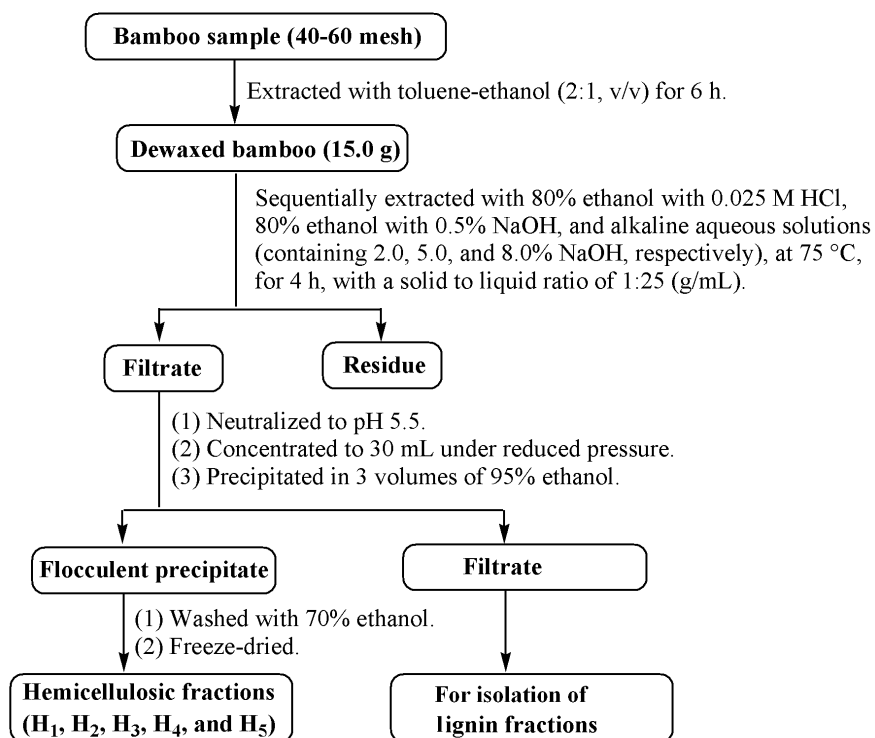 Bamboo sample (40-60 mesh)
Extracted with toluene-ethanol (2:1, v/v) for 6 h.
Dewaxed bamboo (15.0 g)
Sequentially extracted with 80% ethanol with 0.025 M HCl,
80% ethanol with 0.5% NaOH, and alkaline aqueous solutions
(containing 2.0, 5.0, and 8.0% NaOH, respectively), at 75 °C,
for 4 h, with a solid to liquid ratio of 1:25 (g/mL).
Filtrate
Residue
(1) Neutralized to pH 5.5.
(2) Concentrated to 30 mL under reduced pressure.
(3) Precipitated in 3 volumes of 95% ethanol.
Flocculent precipitate
Filtrate
(1) Washed with 70% ethanol.
(2) Freeze-dried.
Hemicellulosic fractions
(H₁, H₂, H₃, H₄, and H₅)
For isolation of
lignin fractions